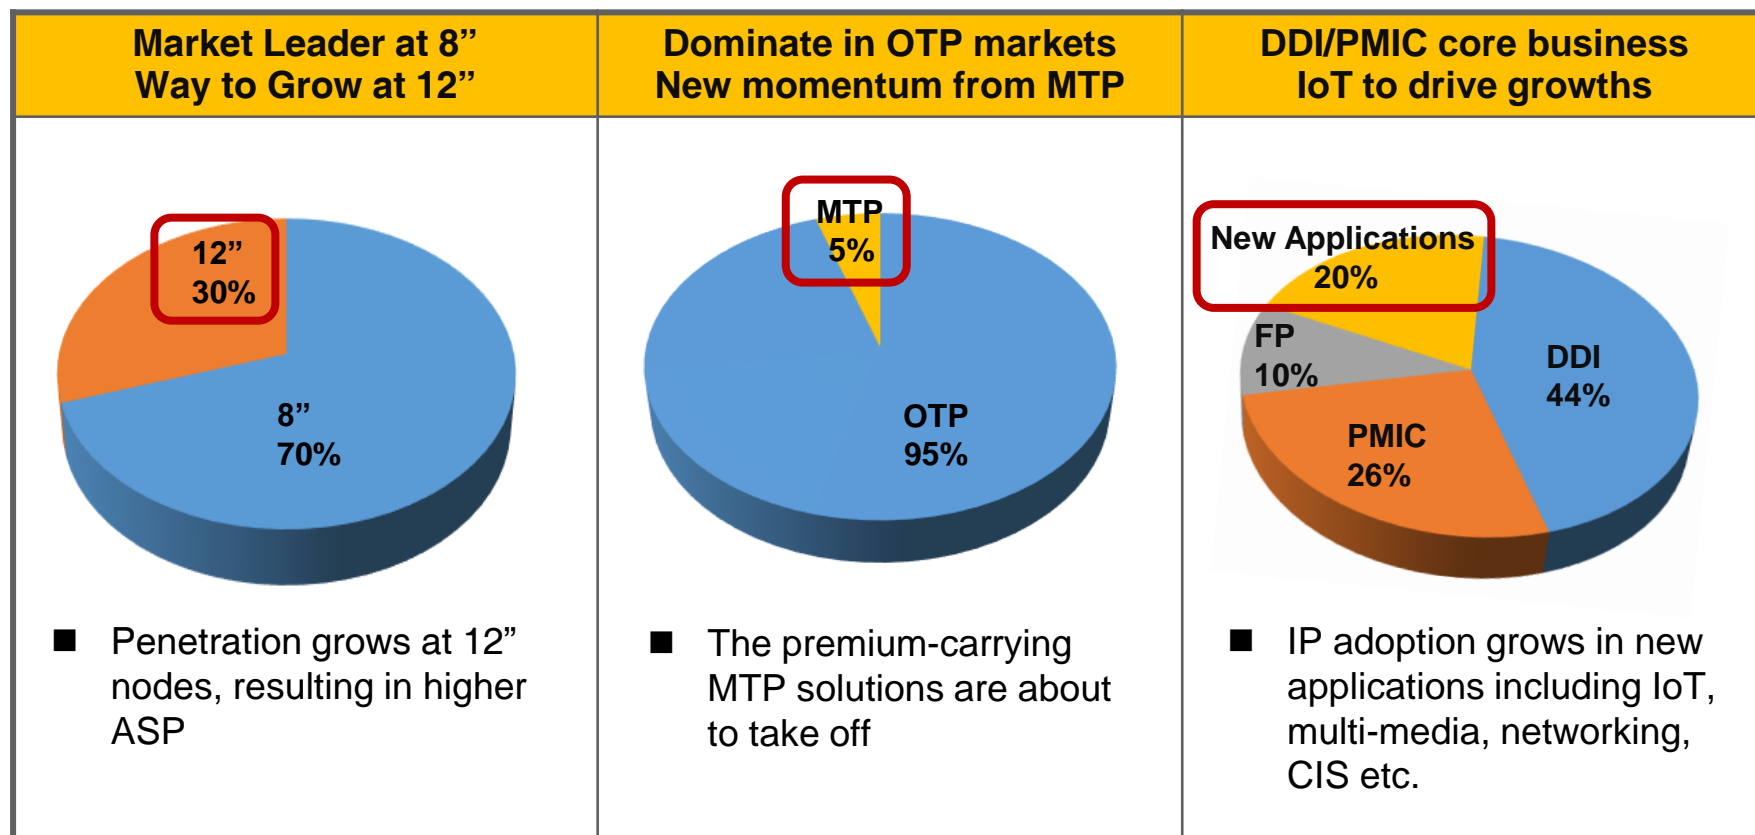 Market Leader at 8”
Way to Grow at 12”
12”
30%
8”
70%
■ Penetration grows at 12”
nodes, resulting in higher
ASP
Dominate in OTP markets
New momentum from MTP
MTP
5%
OTP
95%
■ The premium-carrying
MTP solutions are about
to take off
DDI/PMIC core business
IoT to drive growths
New Applications
20%
FP
10%
DDI
44%
PMIC
26%
■ IP adoption grows in new
applications including IoT,
multi-media, networking,
CIS etc.